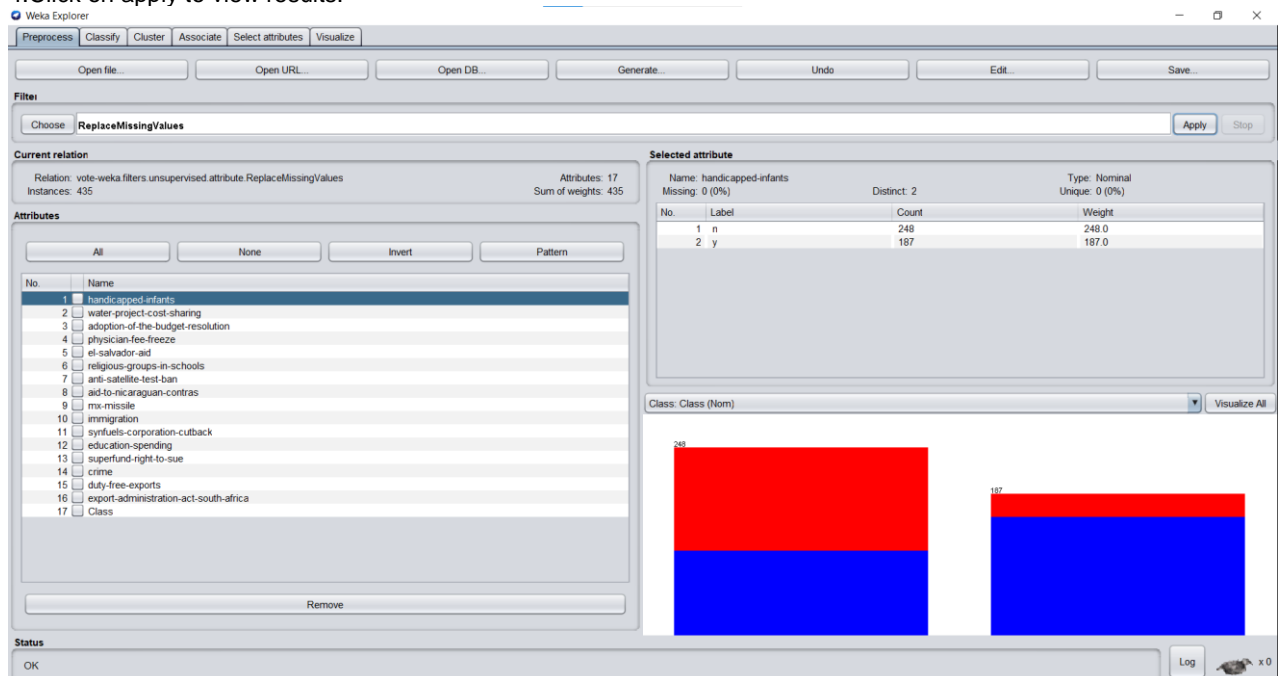 4.Click on apply to view results.
Weka Explorer
Preprocess Classify Cluster Associate Select attributes Visualize
Open file... Open URL... Open DB... Generate... Undo Edit... Save...
Filter
Choose ReplaceMissingValues Apply Stop
Current relation
Relation: vote-weka.filters.unsupervised.attribute.ReplaceMissingValues Attributes: 17
Instances: 435 Sum of weights: 435
Attributes
All None Invert Pattern
No. Name
1 handicapped-infants
2 water-project-cost-sharing
3 adoption-of-the-budget-resolution
4 physician-fee-freeze
5 el-salvador-aid
6 religious-groups-in-schools
7 anti-satellite-test-ban
8 aid-to-nicaraguan-contras
9 mx-missile
10 immigration
11 synfuels-corporation-cutback
12 education-spending
13 superfund-right-to-sue
14 crime
15 duty-free-exports
16 export-administration-act-south-africa
17 Class
Remove
Selected attribute
Name: handicapped-infants Type: Nominal
Missing: 0 (0%) Distinct: 2 Unique: 0 (0%)
No. Label Count Weight
1 n 248 248.0
2 y 187 187.0
Class: Class (Nom) Visualize All
248
187
Status
OK Log x 0